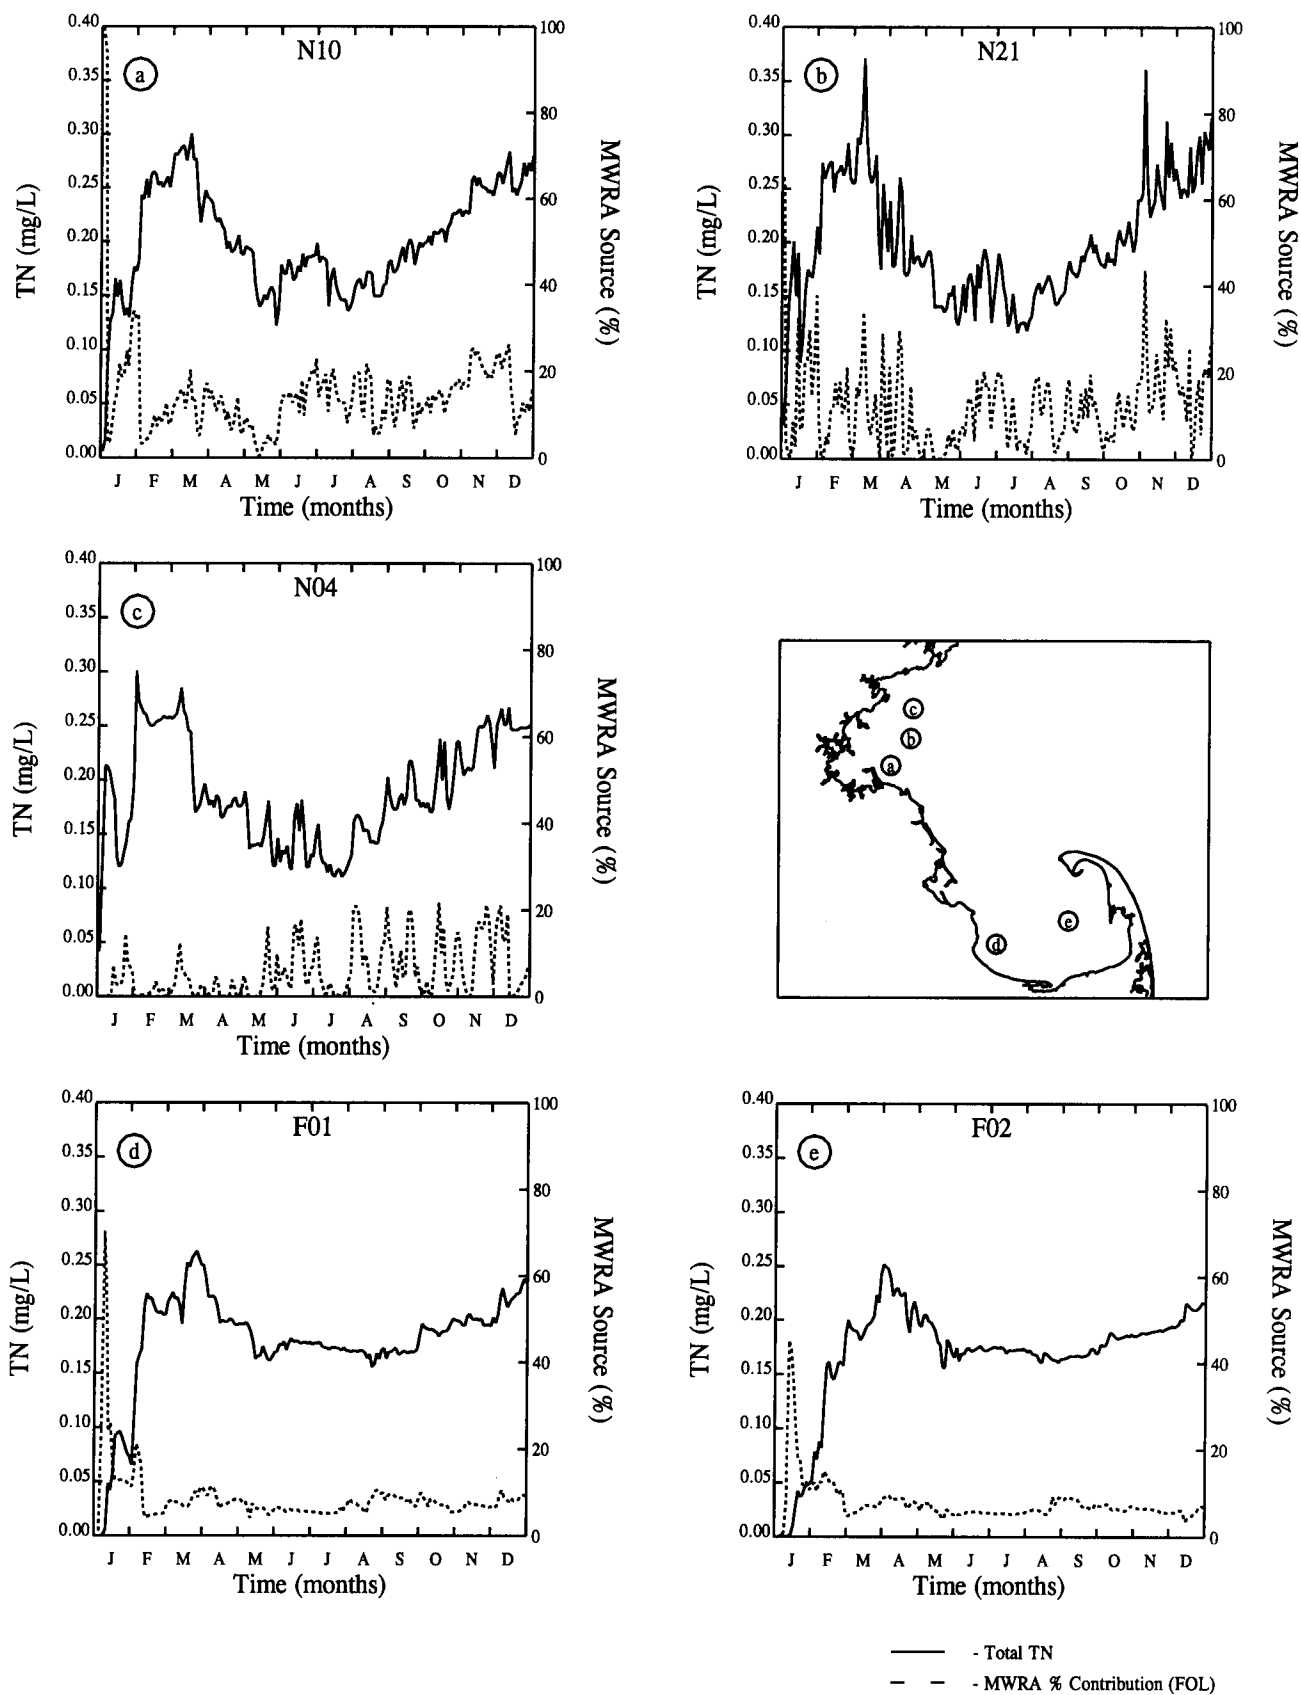 N10
a
0.40
0.35
0.30
0.25
0.20
0.15
0.10
0.05
0.00
TN (mg/L)
100
80
60
40
20
0
MWRA Source (%)
J F M A M J J A S O N D
Time (months)
N21
b
0.40
0.35
0.30
0.25
0.20
0.15
0.10
0.05
0.00
TN (mg/L)
100
80
60
40
20
0
MWRA Source (%)
J F M A M J J A S O N D
Time (months)
N04
c
0.40
0.35
0.30
0.25
0.20
0.15
0.10
0.05
0.00
TN (mg/L)
100
80
60
40
20
0
MWRA Source (%)
J F M A M J J A S O N D
Time (months)
c
b
a
e
d
F01
d
0.40
0.35
0.30
0.25
0.20
0.15
0.10
0.05
0.00
TN (mg/L)
100
80
60
40
20
0
MWRA Source (%)
J F M A M J J A S O N D
Time (months)
F02
e
0.40
0.35
0.30
0.25
0.20
0.15
0.10
0.05
0.00
TN (mg/L)
100
80
60
40
20
0
MWRA Source (%)
J F M A M J J A S O N D
Time (months)
- Total TN
- MWRA % Contribution (FOL)